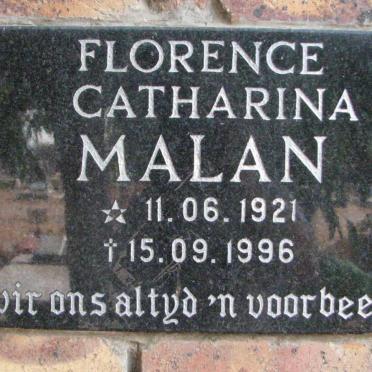 FLORENCE
CATHARINA
MALAN
☆ 11.06.1921
† 15.09.1996
vir ons altyd 'n voorbee